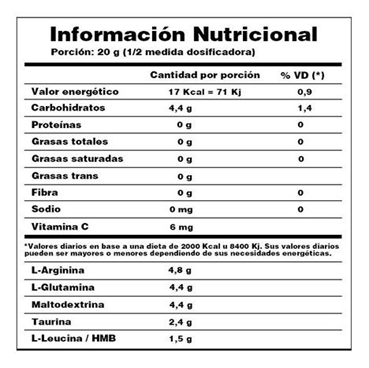 Información Nutricional
Porción: 20 g (1/2 medida dosificadora)
Cantidad por porción % VD (*)
Valor energético 17 Kcal = 71 Kj 0,9
Carbohidratos 4,4 g 1,4
Proteínas 0 g 0
Grasas totales 0 g 0
Grasas saturadas 0 g 0
Grasas trans 0 g
Fibra 0 g 0
Sodio 0 mg 0
Vitamina C 6 mg
*Valores diarios en base a una dieta de 2000 Kcal u 8400 Kj. Sus valores diarios
pueden ser mayores o menores dependiendo de sus necesidades energéticas.
L-Arginina 4,8 g
L-Glutamina 4,4 g
Maltodextrina 4,4 g
Taurina 2,4 g
L-Leucina / HMB 1,5 g